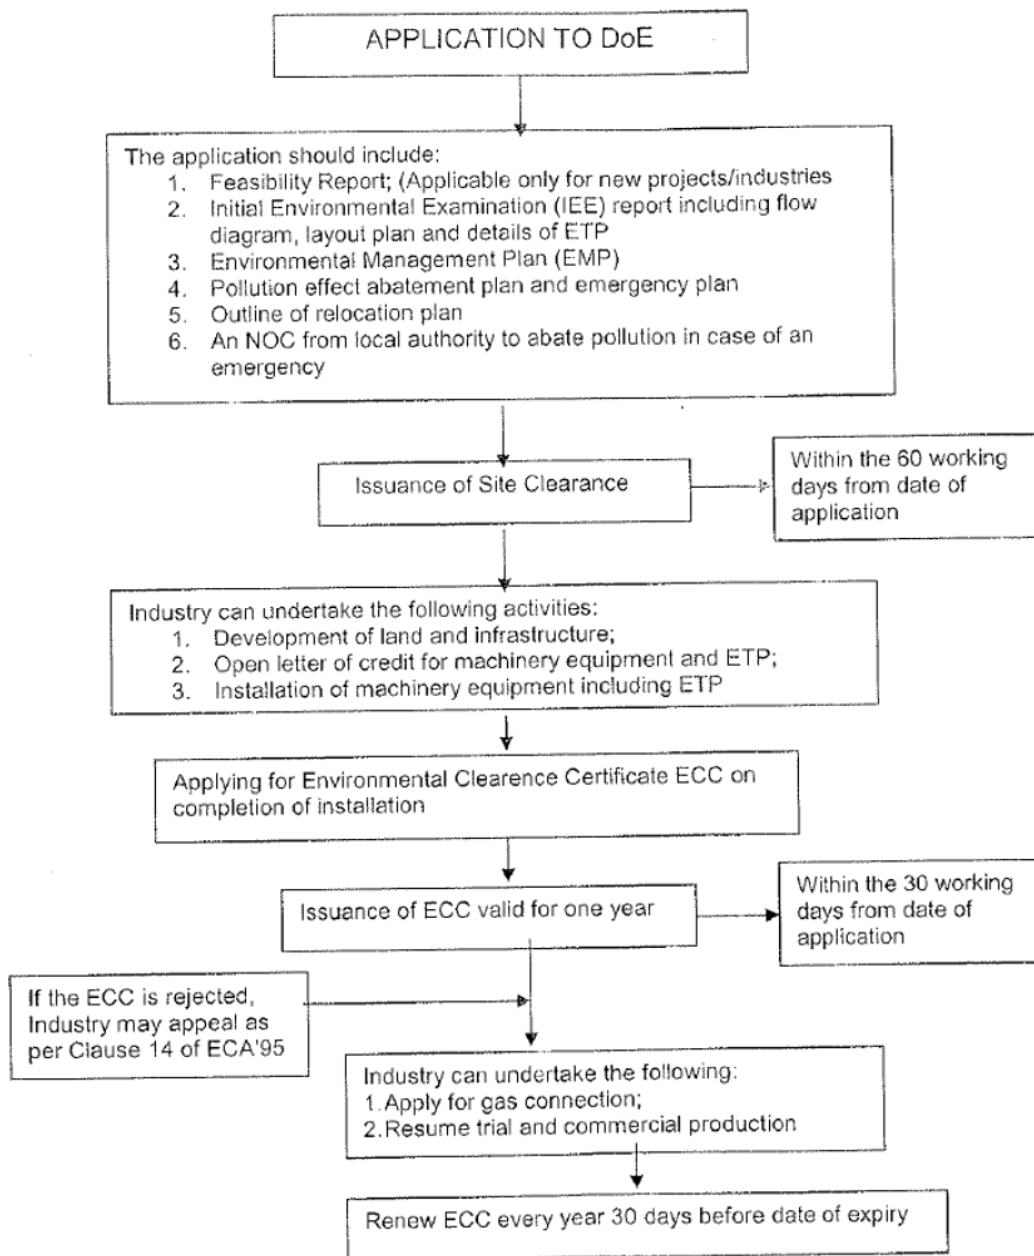 APPLICATION TO DoE
The application should include:
1. Feasibility Report; (Applicable only for new projects/industries
2. Initial Environmental Examination (IEE) report including flow
diagram, layout plan and details of ETP
3. Environmental Management Plan (EMP)
4. Pollution effect abatement plan and emergency plan
5. Outline of relocation plan
6. An NOC from local authority to abate pollution in case of an
emergency
Issuance of Site Clearance
Within the 60 working
days from date of
application
Industry can undertake the following activities:
1. Development of land and infrastructure;
2. Open letter of credit for machinery equipment and ETP;
3. Installation of machinery equipment including ETP
Applying for Environmental Clearence Certificate ECC on
completion of installation
Issuance of ECC valid for one year
Within the 30 working
days from date of
application
If the ECC is rejected,
Industry may appeal as
per Clause 14 of ECA'95
Industry can undertake the following:
1. Apply for gas connection;
2. Resume trial and commercial production
Renew ECC every year 30 days before date of expiry